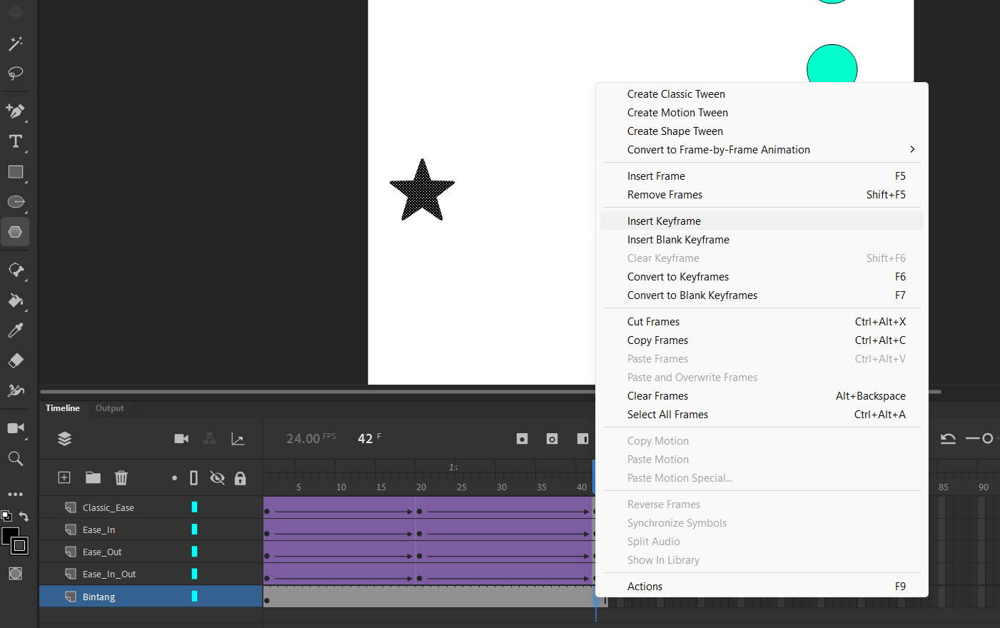 Create Classic Tween
Create Motion Tween
Create Shape Tween
Convert to Frame-by-Frame Animation
Insert Frame F5
Remove Frames Shift+F5
Insert Keyframe
Insert Blank Keyframe
Clear Keyframe Shift+F6
Convert to Keyframes F6
Convert to Blank Keyframes F7
Cut Frames Ctrl+Alt+X
Copy Frames Ctrl+Alt+C
Paste Frames Ctrl+Alt+V
Paste and Overwrite Frames
Clear Frames Alt+Backspace
Select All Frames Ctrl+Alt+A
Copy Motion
Paste Motion
Paste Motion Special...
Reverse Frames
Synchronize Symbols
Split Audio
Show In Library
Actions F9
Timeline Output
24.00 FPS 42 F
1s
5 10 15 20 25 30 35 40 85 90
Classic_Ease
Ease_In
Ease_Out
Ease_In_Out
Bintang